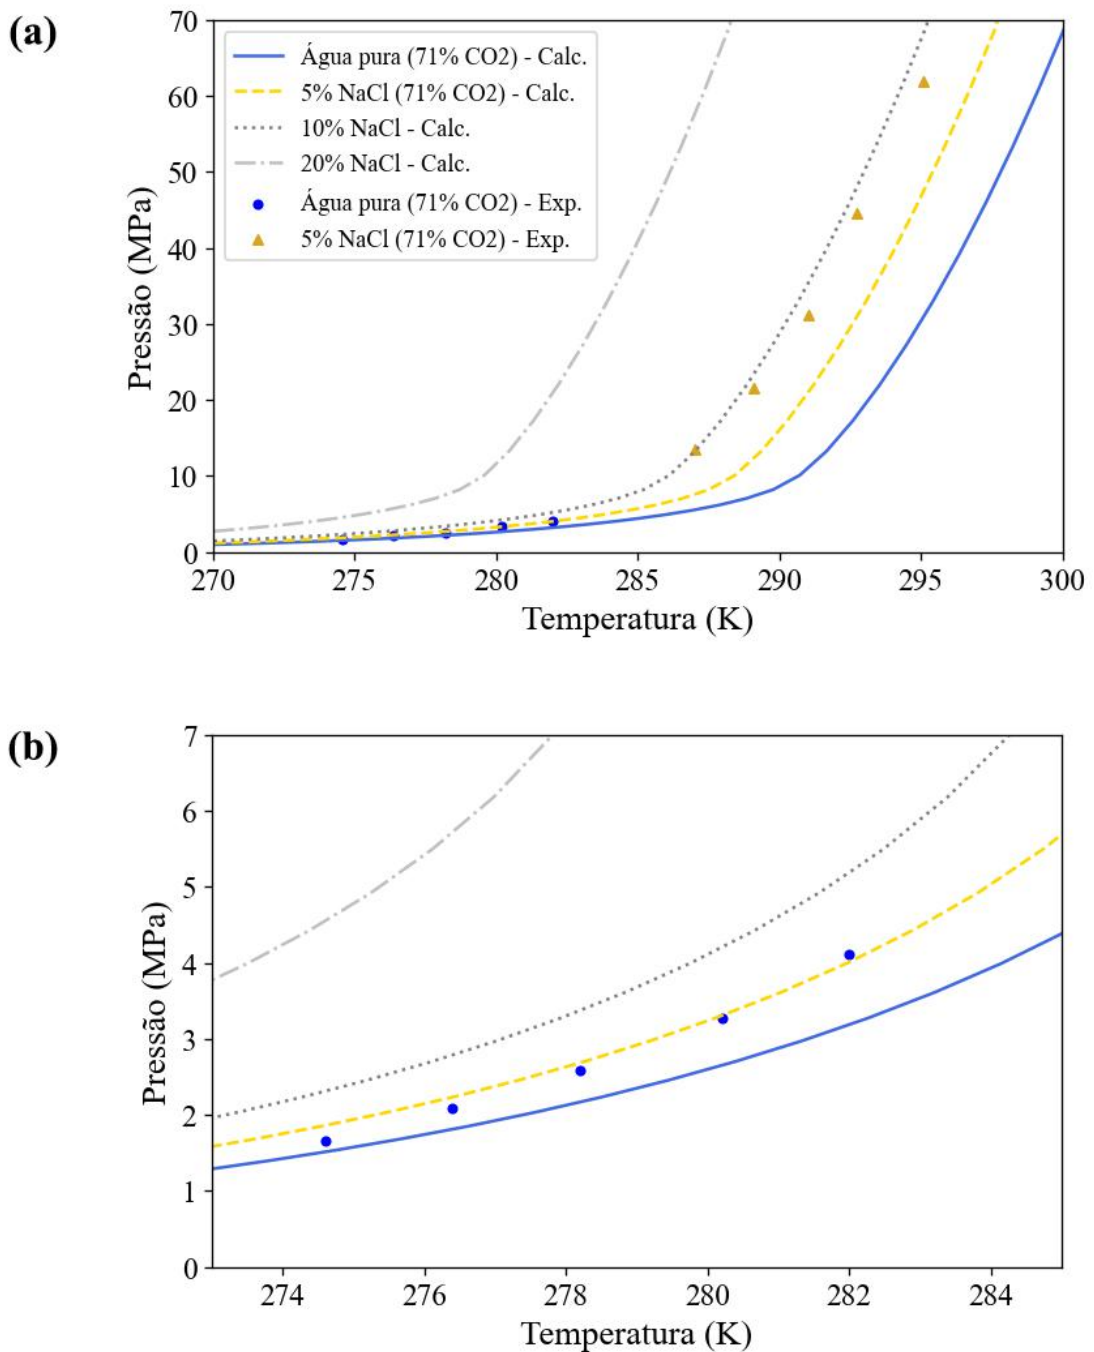 (a)
70
60
50
40
30
20
10
0
Pressão (MPa)
Água pura (71% CO2) - Calc.
5% NaCl (71% CO2) - Calc.
10% NaCl - Calc.
20% NaCl - Calc.
Água pura (71% CO2) - Exp.
5% NaCl (71% CO2) - Exp.
270 275 280 285 290 295 300
Temperatura (K)
(b)
7
6
5
4
3
2
1
0
Pressão (MPa)
274 276 278 280 282 284
Temperatura (K)